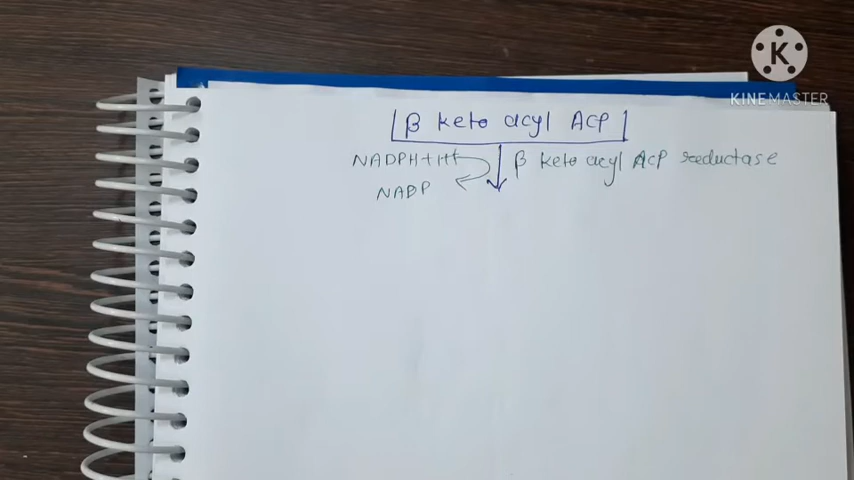 K
KINEMASTER
β keto acyl ACP
NADPH+H+ β keto acyl ACP reductase
NADP